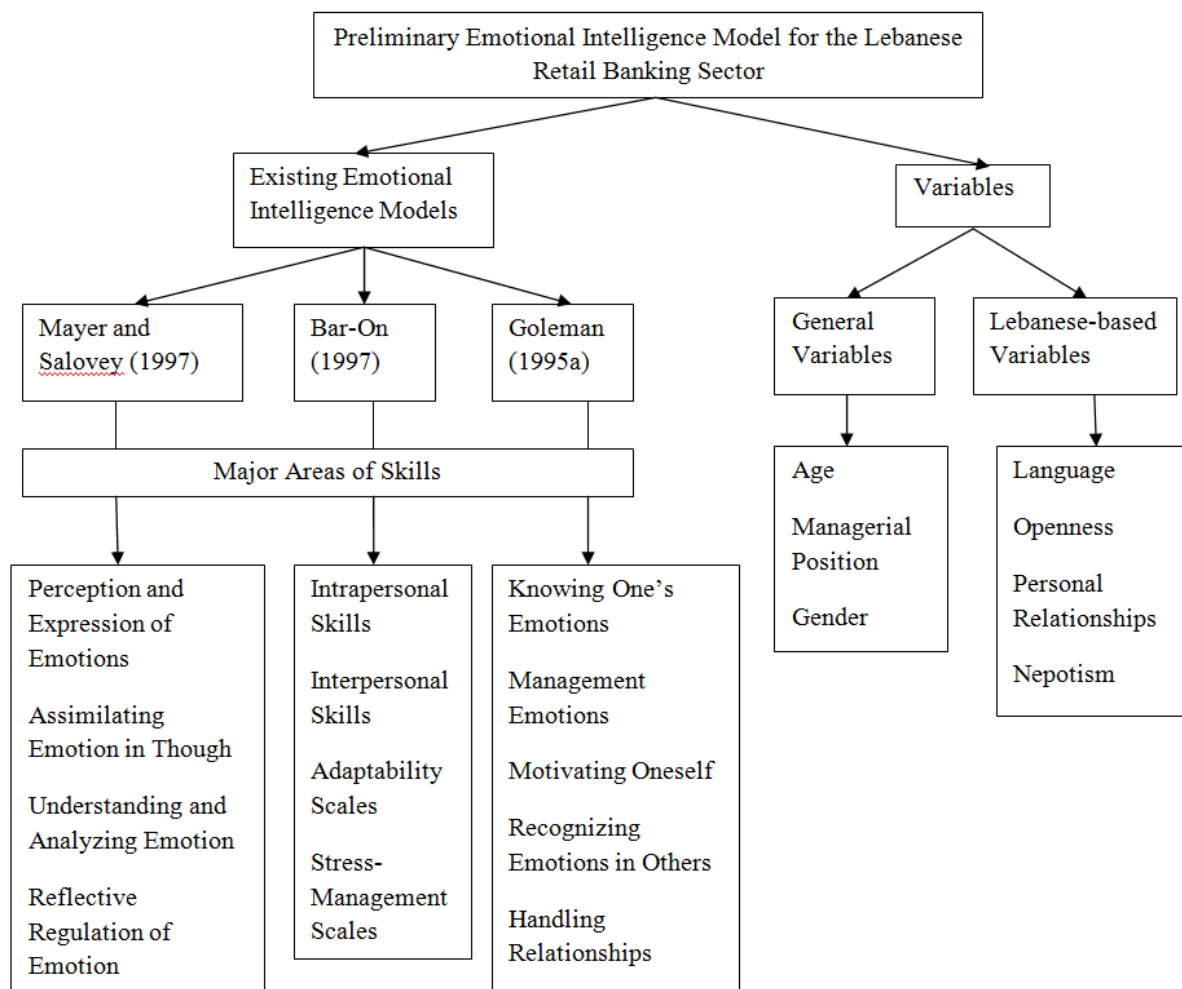 Preliminary Emotional Intelligence Model for the Lebanese
Retail Banking Sector
Existing Emotional
Intelligence Models
Variables
Mayer and
Salovey (1997)
Bar-On
(1997)
Goleman
(1995a)
General
Variables
Lebanese-based
Variables
Major Areas of Skills
Perception and
Expression of
Emotions
Assimilating
Emotion in Though
Understanding and
Analyzing Emotion
Reflective
Regulation of
Emotion
Intrapersonal
Skills
Interpersonal
Skills
Adaptability
Scales
Stress-
Management
Scales
Knowing One’s
Emotions
Management
Emotions
Motivating Oneself
Recognizing
Emotions in Others
Handling
Relationships
Age
Managerial
Position
Gender
Language
Openness
Personal
Relationships
Nepotism